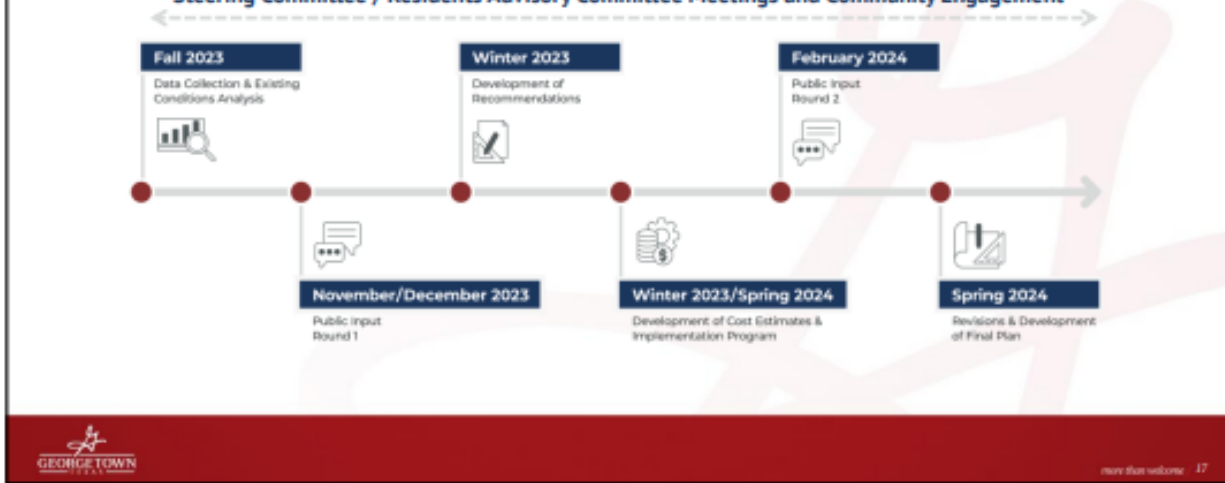 Steering Committee / Residents Advisory Committee Meetings and Community Engagement
Fall 2023
Data Collection & Existing
Conditions Analysis
Winter 2023
Development of
Recommendations
February 2024
Public Input
Round 2
November/December 2023
Public Input
Round 1
Winter 2023/Spring 2024
Development of Cost Estimates &
Implementation Program
$
Spring 2024
Revisions & Development
of Final Plan
GEORGETOWN
TEXAS
more than welcome 17